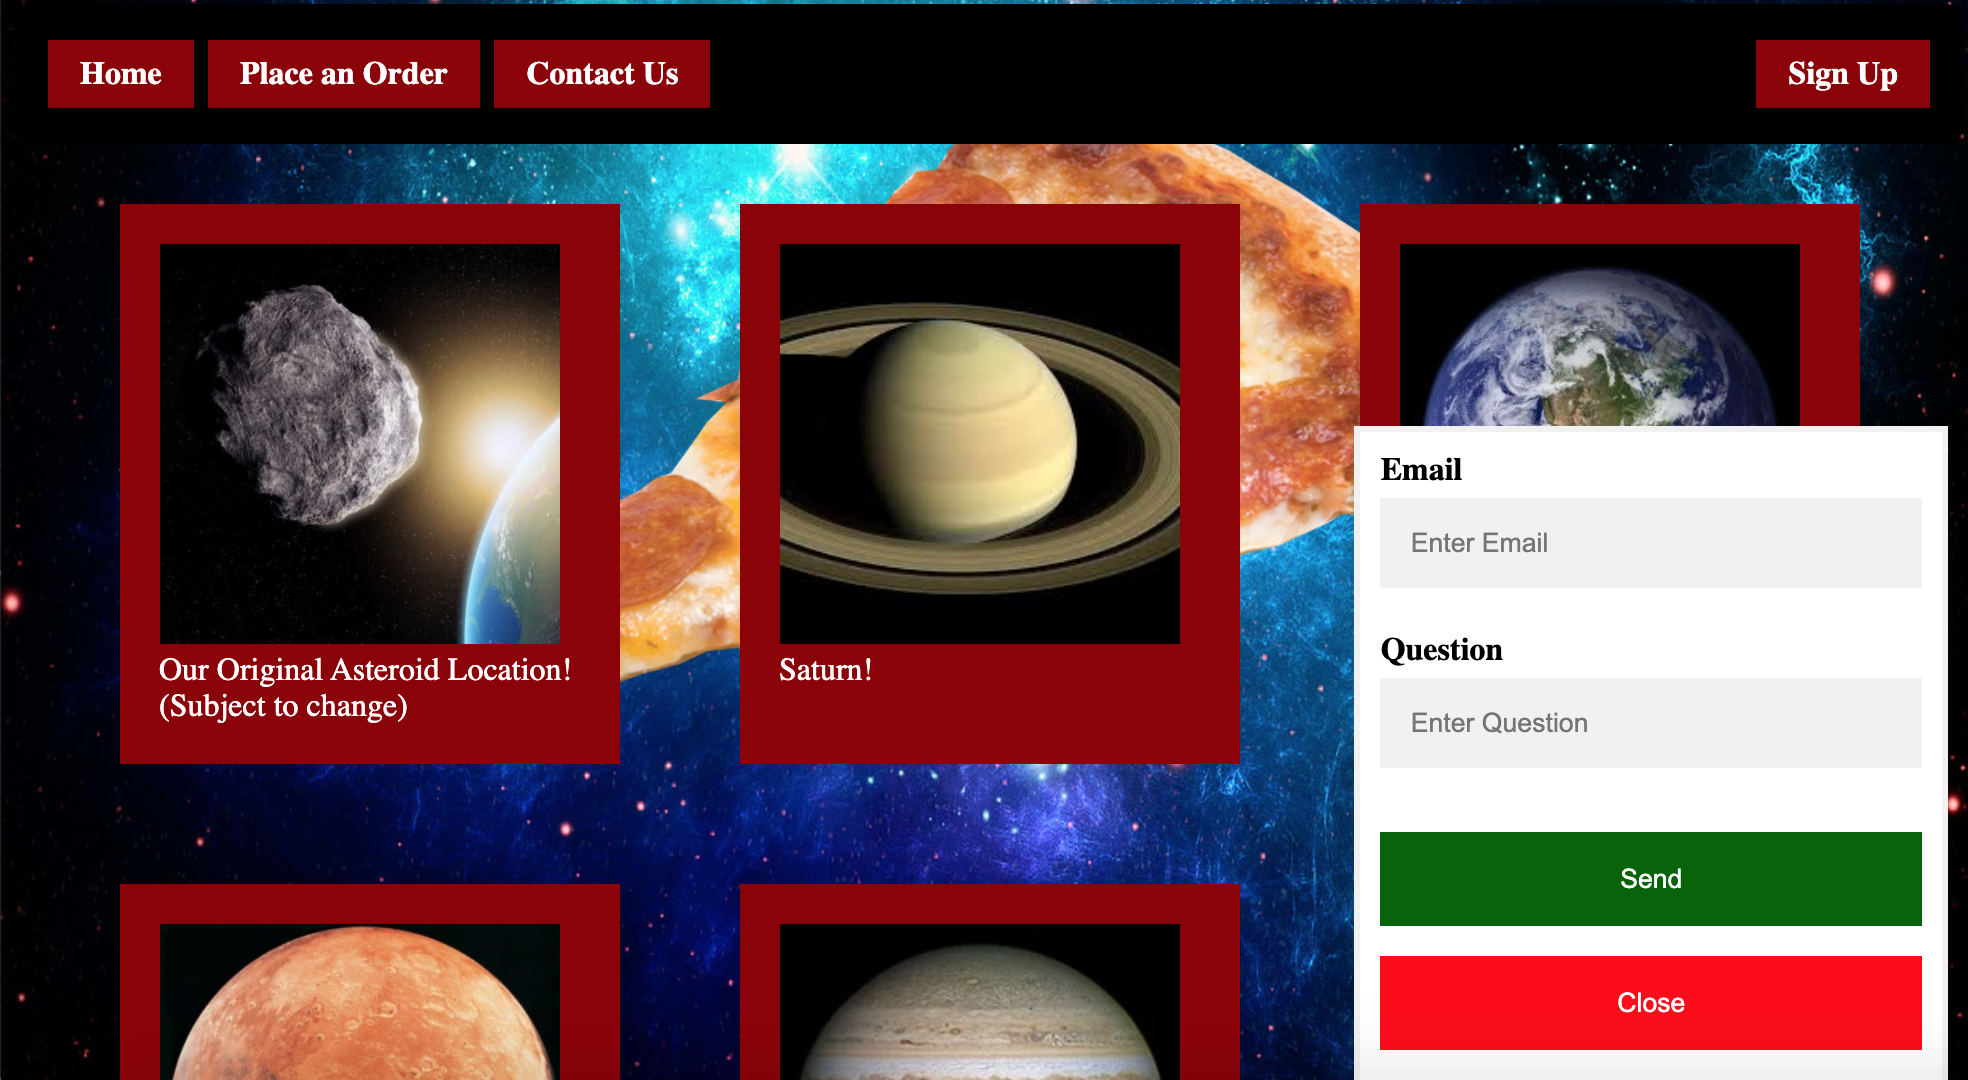 Home
Place an Order
Contact Us
Sign Up
Our Original Asteroid Location!
(Subject to change)
Saturn!
Email
Enter Email
Question
Enter Question
Send
Close